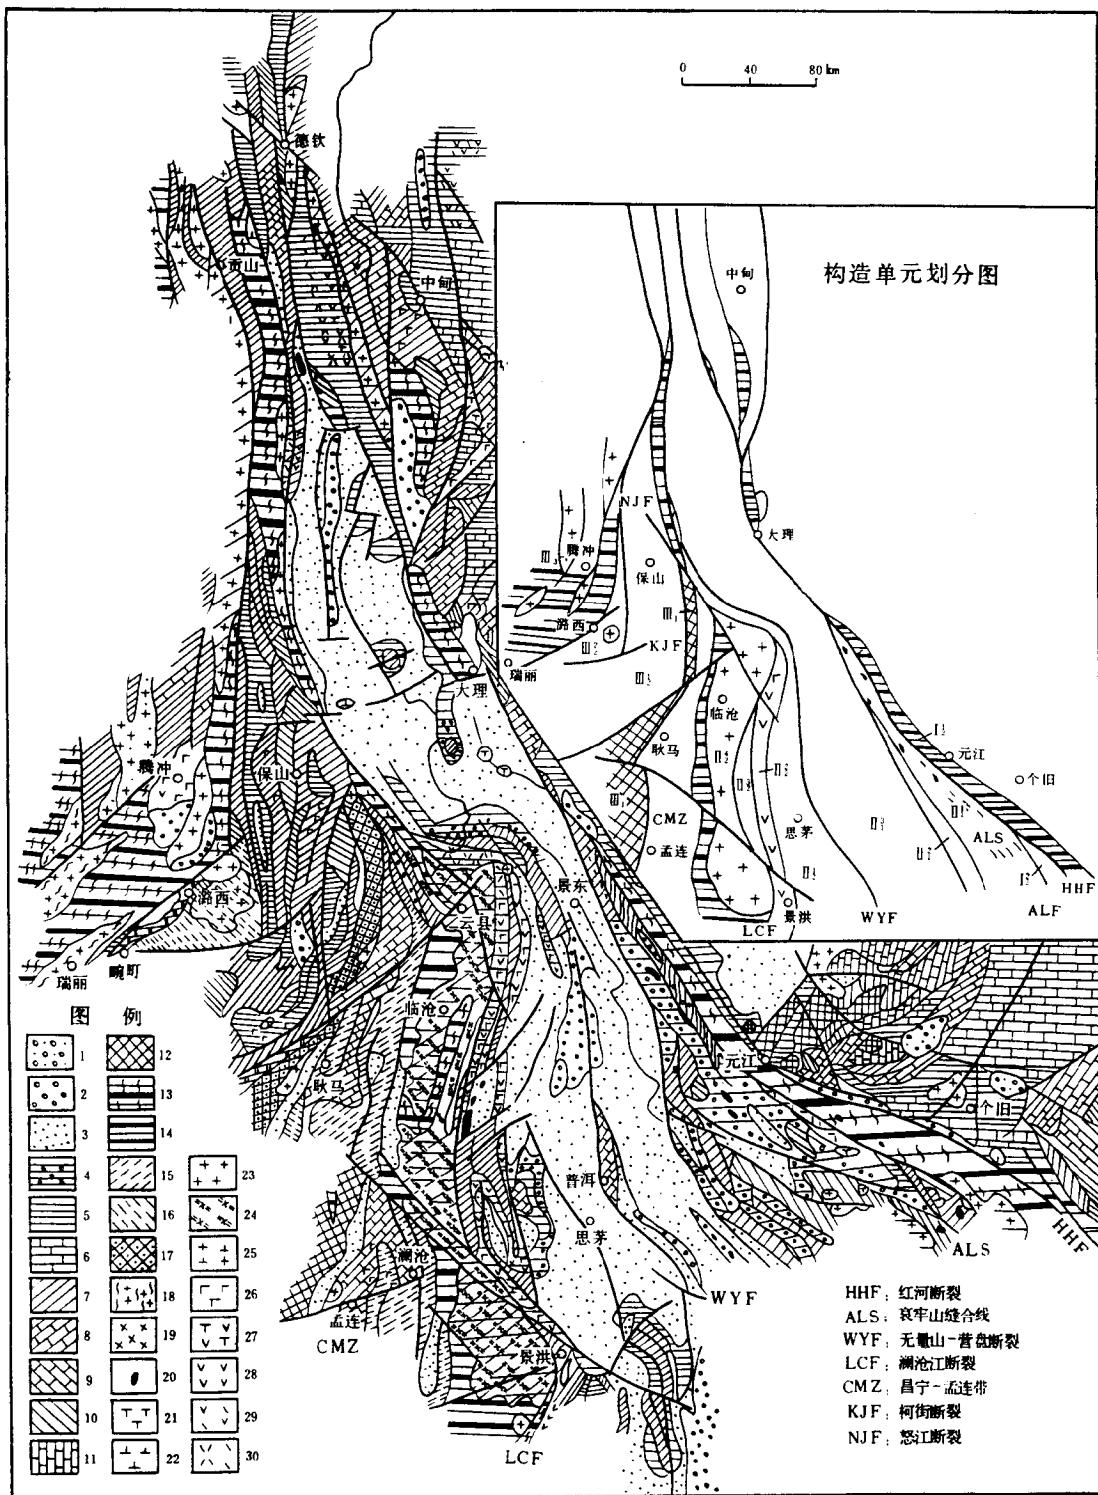 0 40 80 km
德钦
贡山
中甸
构造单元划分图
中甸
NJF
腾冲
保山
大理
潞西
KJF
瑞丽
临沧
耿马
元江
个旧
CMZ
思茅
ALS
孟连
HHF
景洪
WYF
ALF
LCF
大理
腾冲
保山
潞西
景东
云县
瑞丽
畹町
临沧
图 例
耿马
元江
个旧
普洱
思茅
澜沧
孟连
CMZ
景洪
WYF
ALS
HHF
LCF
1 12
2 13
3 14
4 15 23
5 16 24
6 17 25
7 18 26
8 19 27
9 20 28
10 21 29
11 22 30
HHF: 红河断裂
ALS: 哀牢山缝合线
WYF: 无量山-营盘断裂
LCF: 澜沧江断裂
CMZ: 昌宁-孟连带
KJF: 柯街断裂
NJF: 怒江断裂